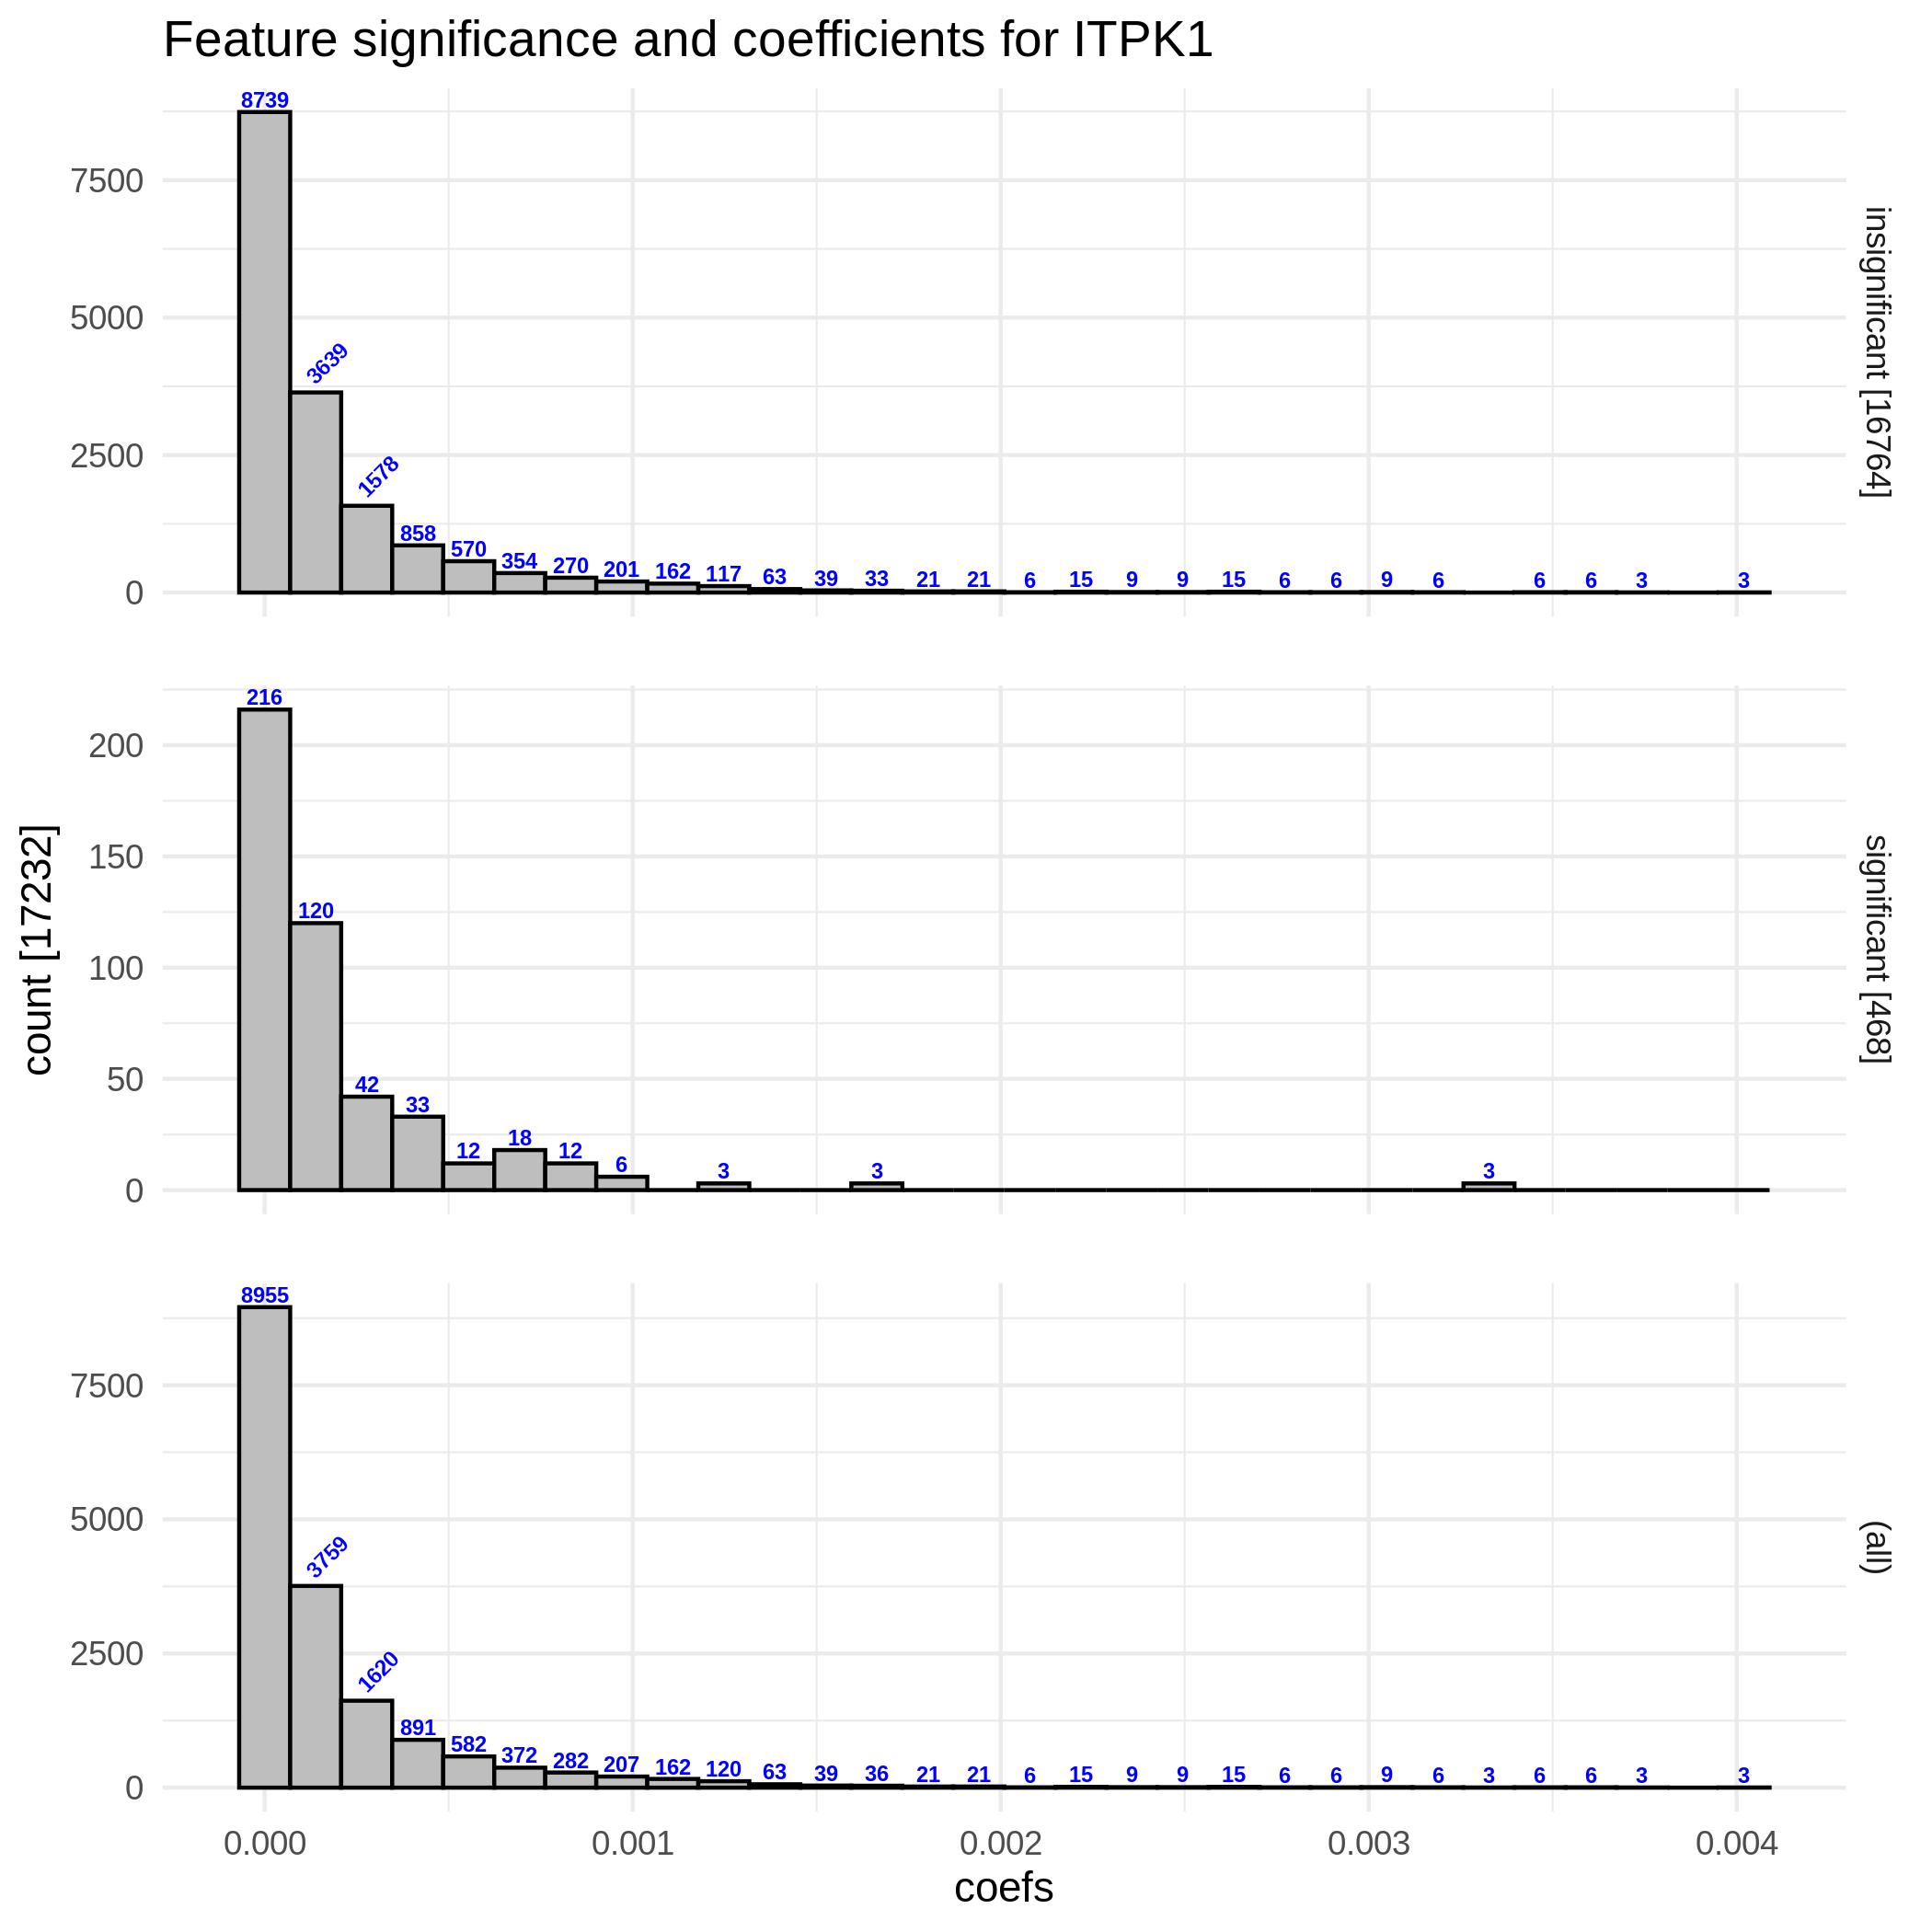 Feature significance and coefficients for ITPK1
8739
3639
1578
858 570 354 270 201 162 117 63 39 33 21 21 6 15 9 9 15 6 6 9 6 6 6 3 3
7500
5000
2500
0
insignificant [16764]
216
120
42
33
12 18 12 6 3 3 3
200
150
100
50
0
significant [468]
count [17232]
8955
3759
1620
891 582 372 282 207 162 120 63 39 36 21 21 6 15 9 9 15 6 6 9 6 3 6 6 3 3
7500
5000
2500
0
(all)
0.000 0.001 0.002 0.003 0.004
coefs